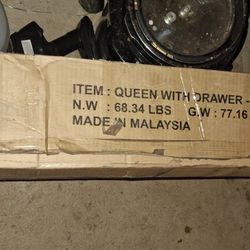 ITEM : QUEEN WITH DRAWER -
N.W : 68.34 LBS G.W : 77.16
MADE IN MALAYSIA